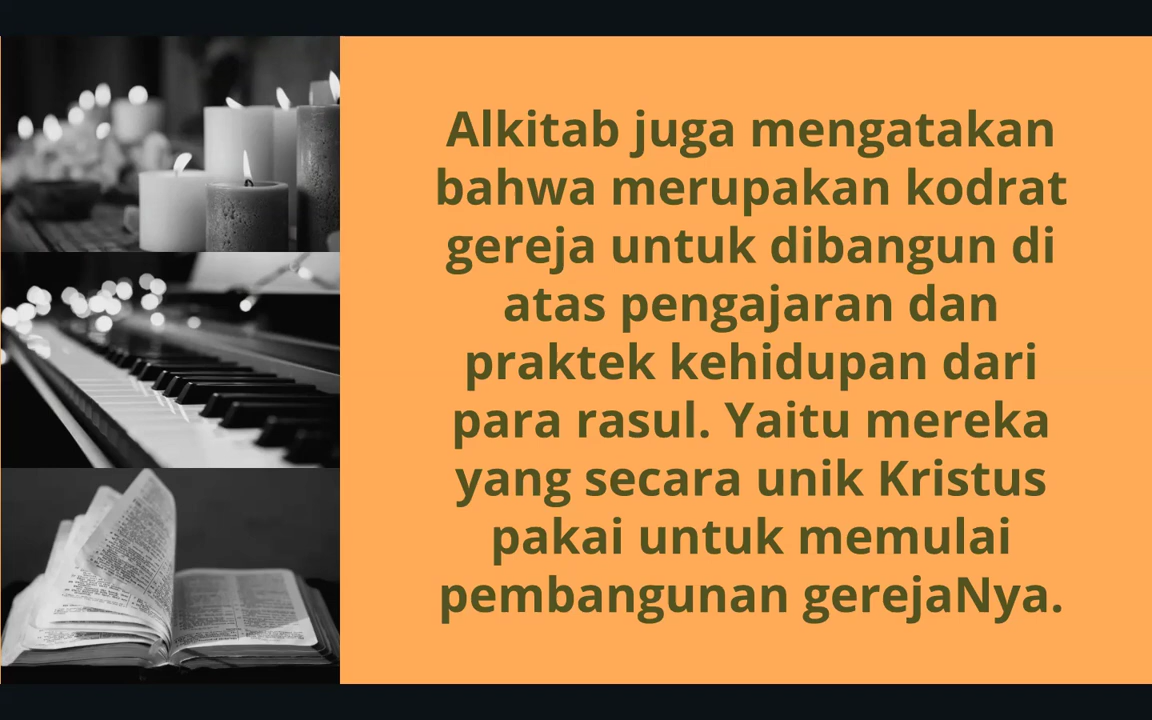 Alkitab juga mengatakan
bahwa merupakan kodrat
gereja untuk dibangun di
atas pengajaran dan
praktek kehidupan dari
para rasul. Yaitu mereka
yang secara unik Kristus
pakai untuk memulai
pembangunan gerejaNya.